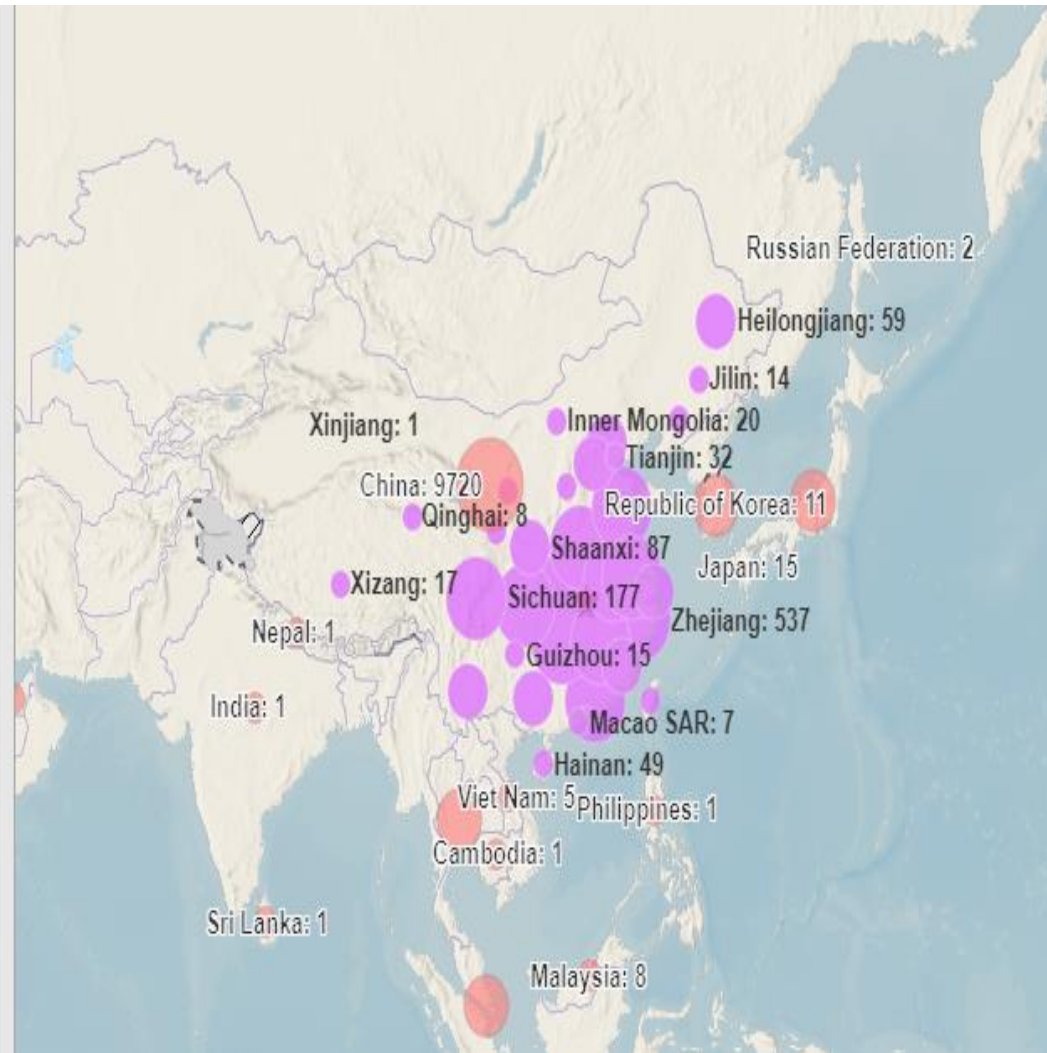 Russian Federation: 2
Heilongjiang: 59
Jilin: 14
Inner Mongolia: 20
Xinjiang: 1
Tianjin: 32
China: 9720
Republic of Korea: 11
Qinghai: 8
Shaanxi: 87
Japan: 15
Xizang: 17
Sichuan: 177
Zhejiang: 537
Nepal: 1
Guizhou: 15
India: 1
Macao SAR: 7
Hainan: 49
Viet Nam: 5
Philippines: 1
Cambodia: 1
Sri Lanka: 1
Malaysia: 8